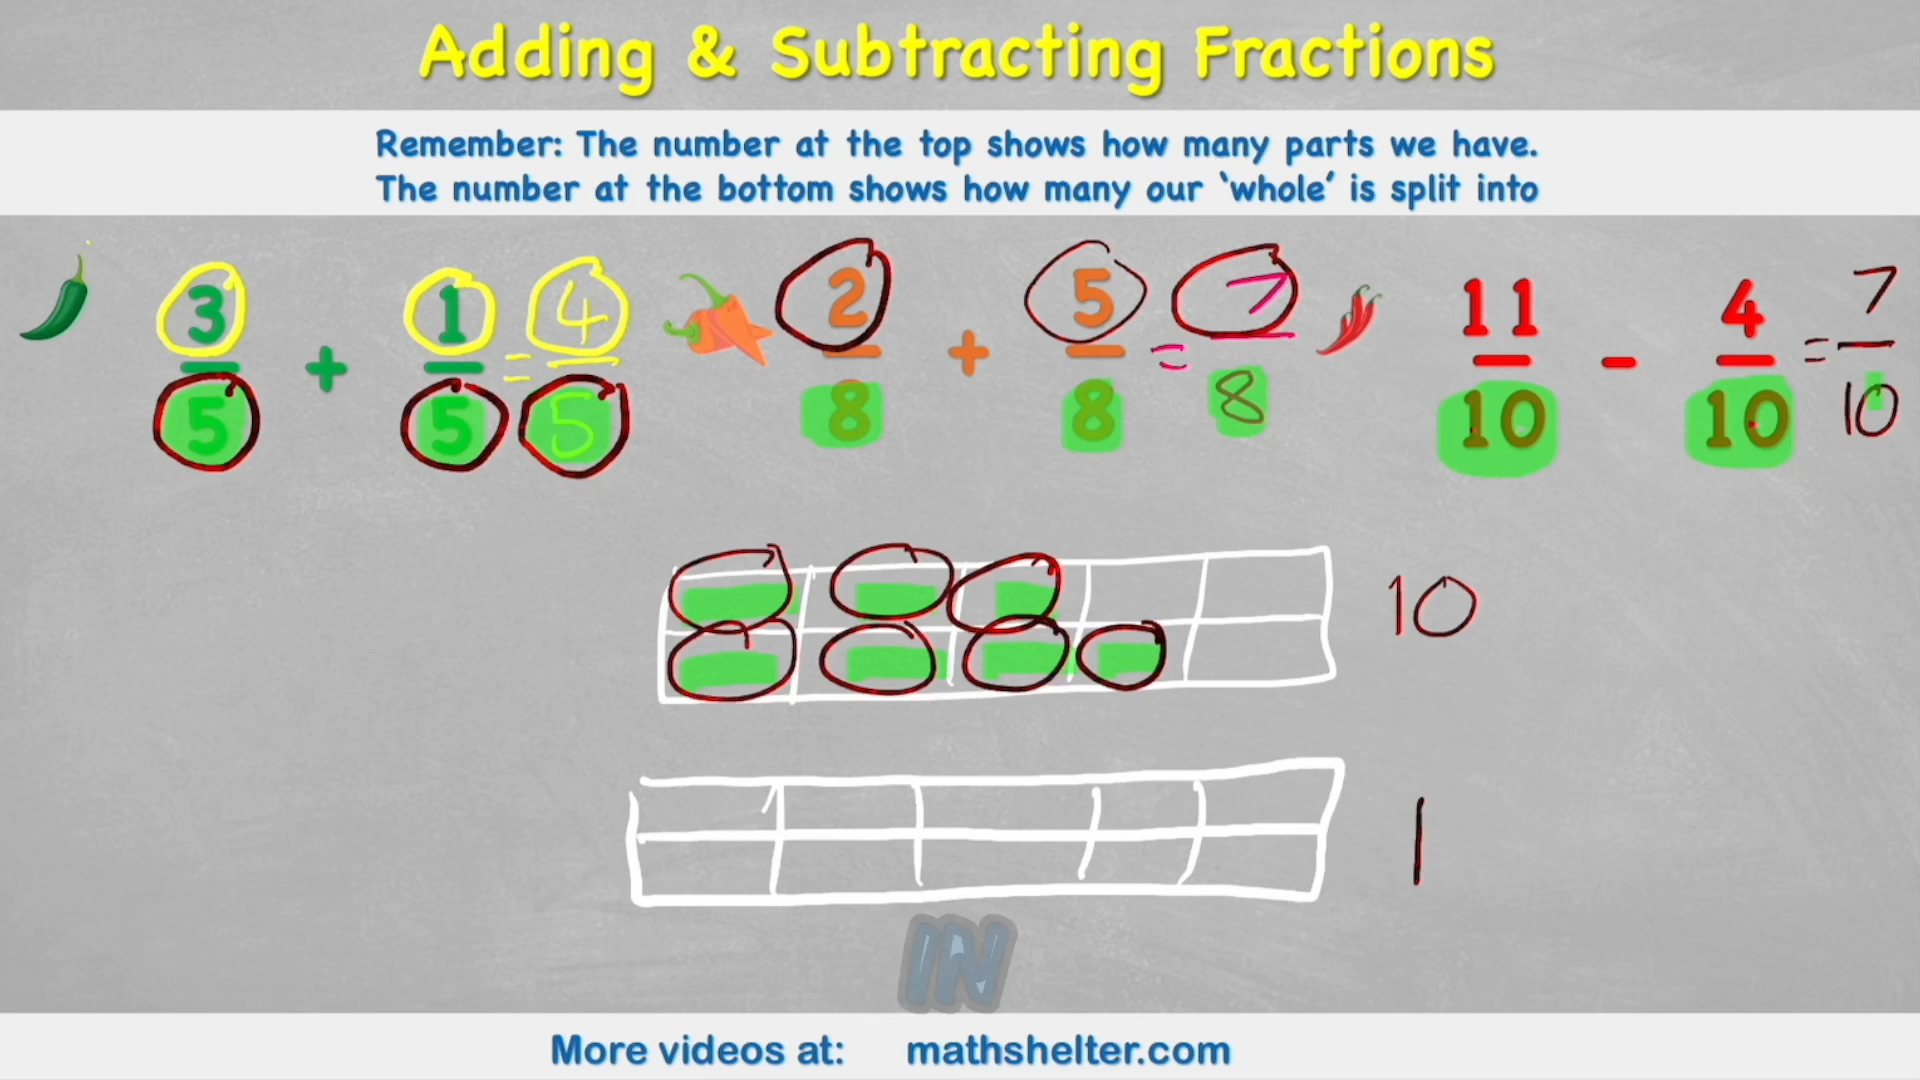 Adding & Subtracting Fractions
Remember: The number at the top shows how many parts we have.
The number at the bottom shows how many our ‘whole’ is split into
3/5 + 1/5 = 4/5
2/8 + 5/8 = 7/8
11/10 - 4/10 = 7/10
10
1
IN
More videos at: mathshelter.com